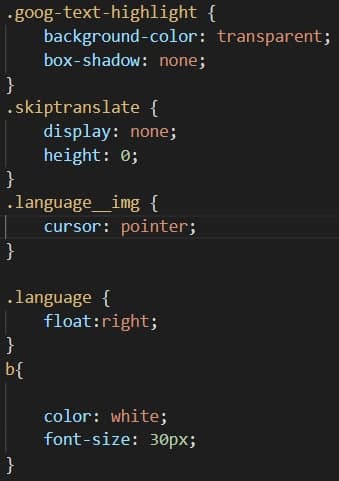 .goog-text-highlight {
    background-color: transparent;
    box-shadow: none;
}
.skiptranslate {
    display: none;
    height: 0;
}
.language__img {
    cursor: pointer;
}

.language {
    float:right;
}
b{

    color: white;
    font-size: 30px;
}